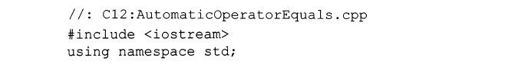 //: C12:AutomaticOperatorEquals.cpp
#include <iostream>
using namespace std;